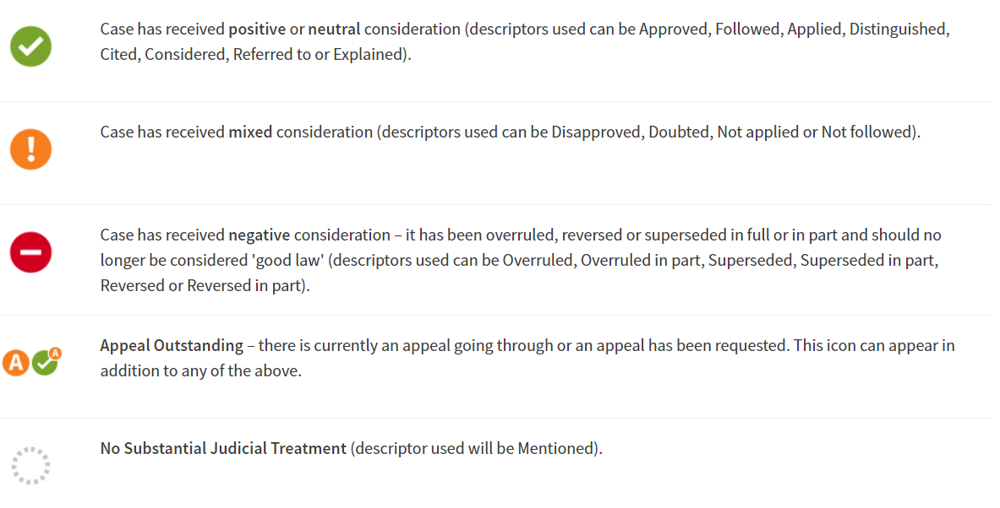 Case has received positive or neutral consideration (descriptors used can be Approved, Followed, Applied, Distinguished,
Cited, Considered, Referred to or Explained).
!
Case has received mixed consideration (descriptors used can be Disapproved, Doubted, Not applied or Not followed).
Case has received negative consideration – it has been overruled, reversed or superseded in full or in part and should no
longer be considered 'good law' (descriptors used can be Overruled, Overruled in part, Superseded, Superseded in part,
Reversed or Reversed in part).
A A
Appeal Outstanding – there is currently an appeal going through or an appeal has been requested. This icon can appear in
addition to any of the above.
No Substantial Judicial Treatment (descriptor used will be Mentioned).